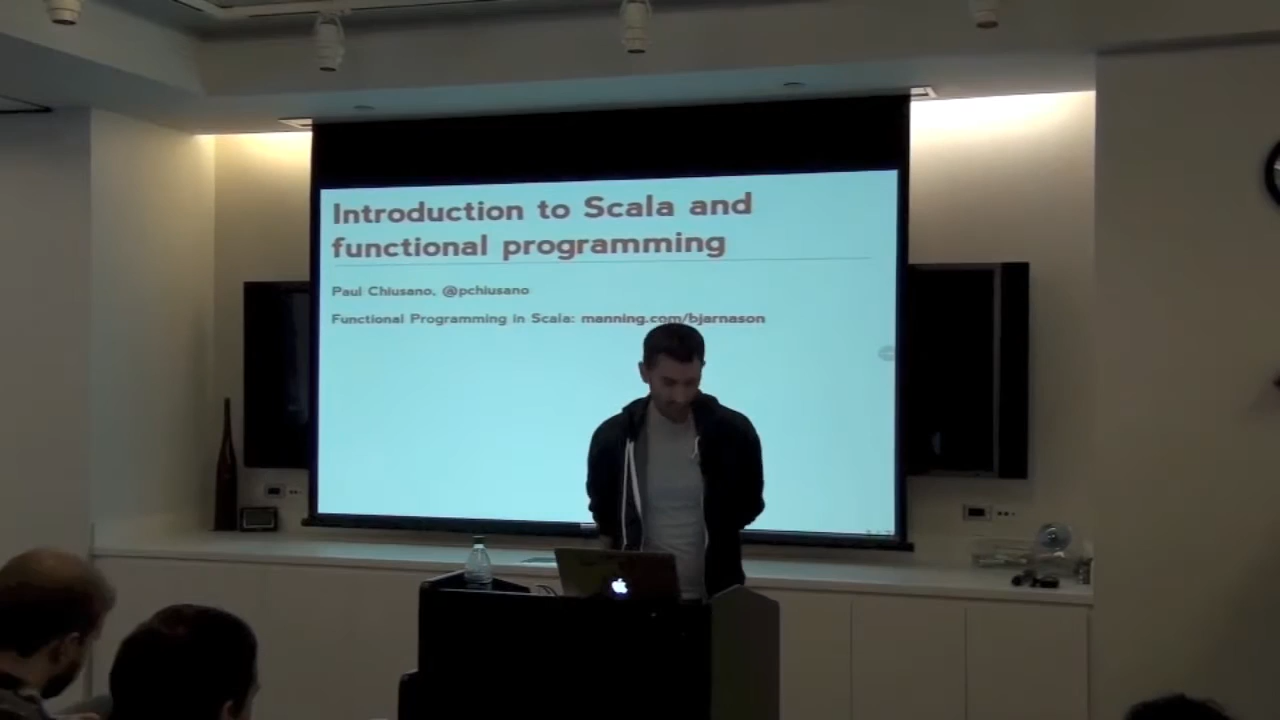 Introduction to Scala and
functional programming
Paul Chiusano, @pchiusano
Functional Programming in Scala: manning.com/bjarnason